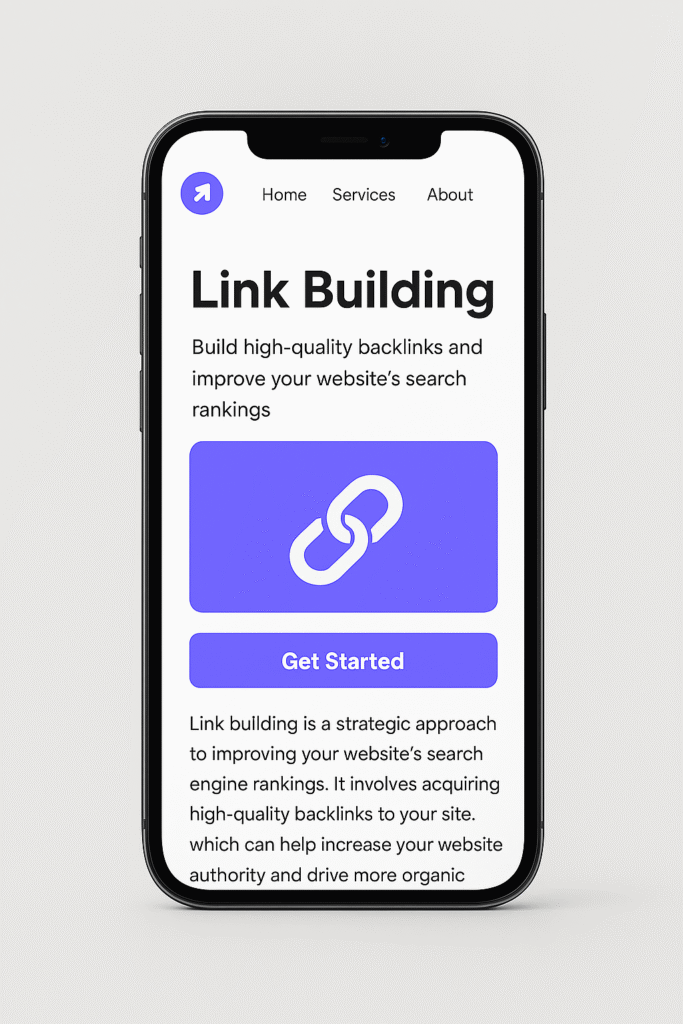 Home Services About
Link Building
Build high-quality backlinks and
improve your website's search
rankings
Get Started
Link building is a strategic approach
to improving your website's search
engine rankings. It involves acquiring
high-quality backlinks to your site.
which can help increase your website
authority and drive more organic